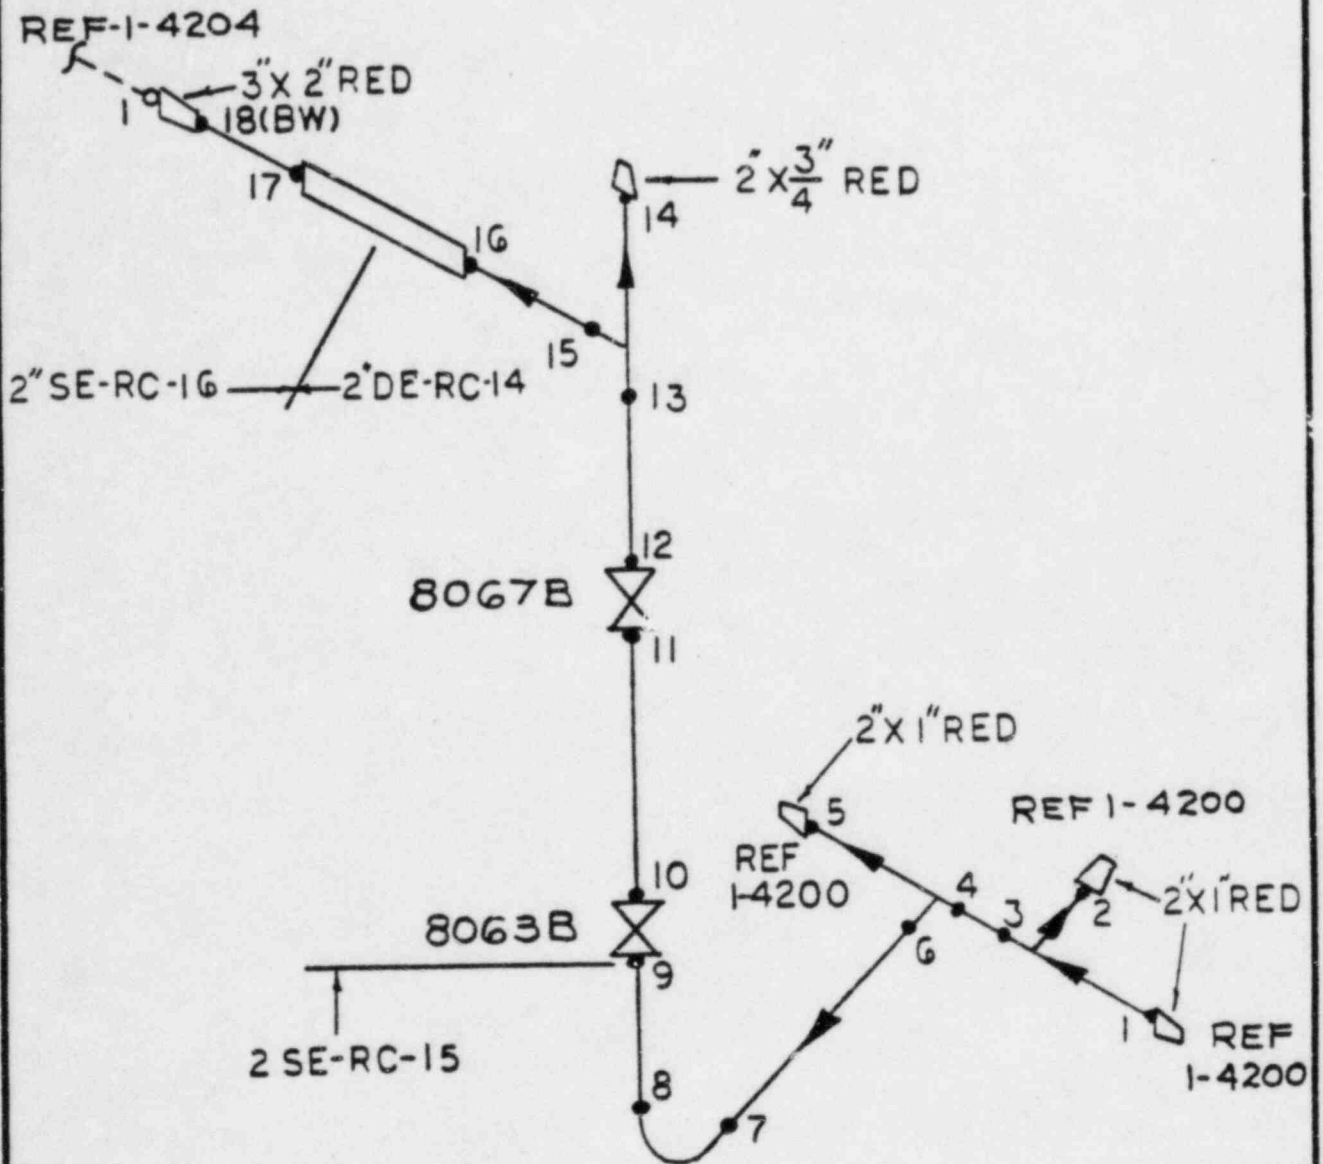 REF-1-4204
3"X 2" RED
1
18(BW)
17
2"X 3/4" RED
14
16
15
2" SE-RC-16
2" DE-RC-14
13
12
8067B
11
2"X 1" RED
5
REF 1-4200
REF
1-4200
10
4
3
2
2"X1" RED
8063B
6
9
1
REF
1-4200
2 SE-RC-15
8
7